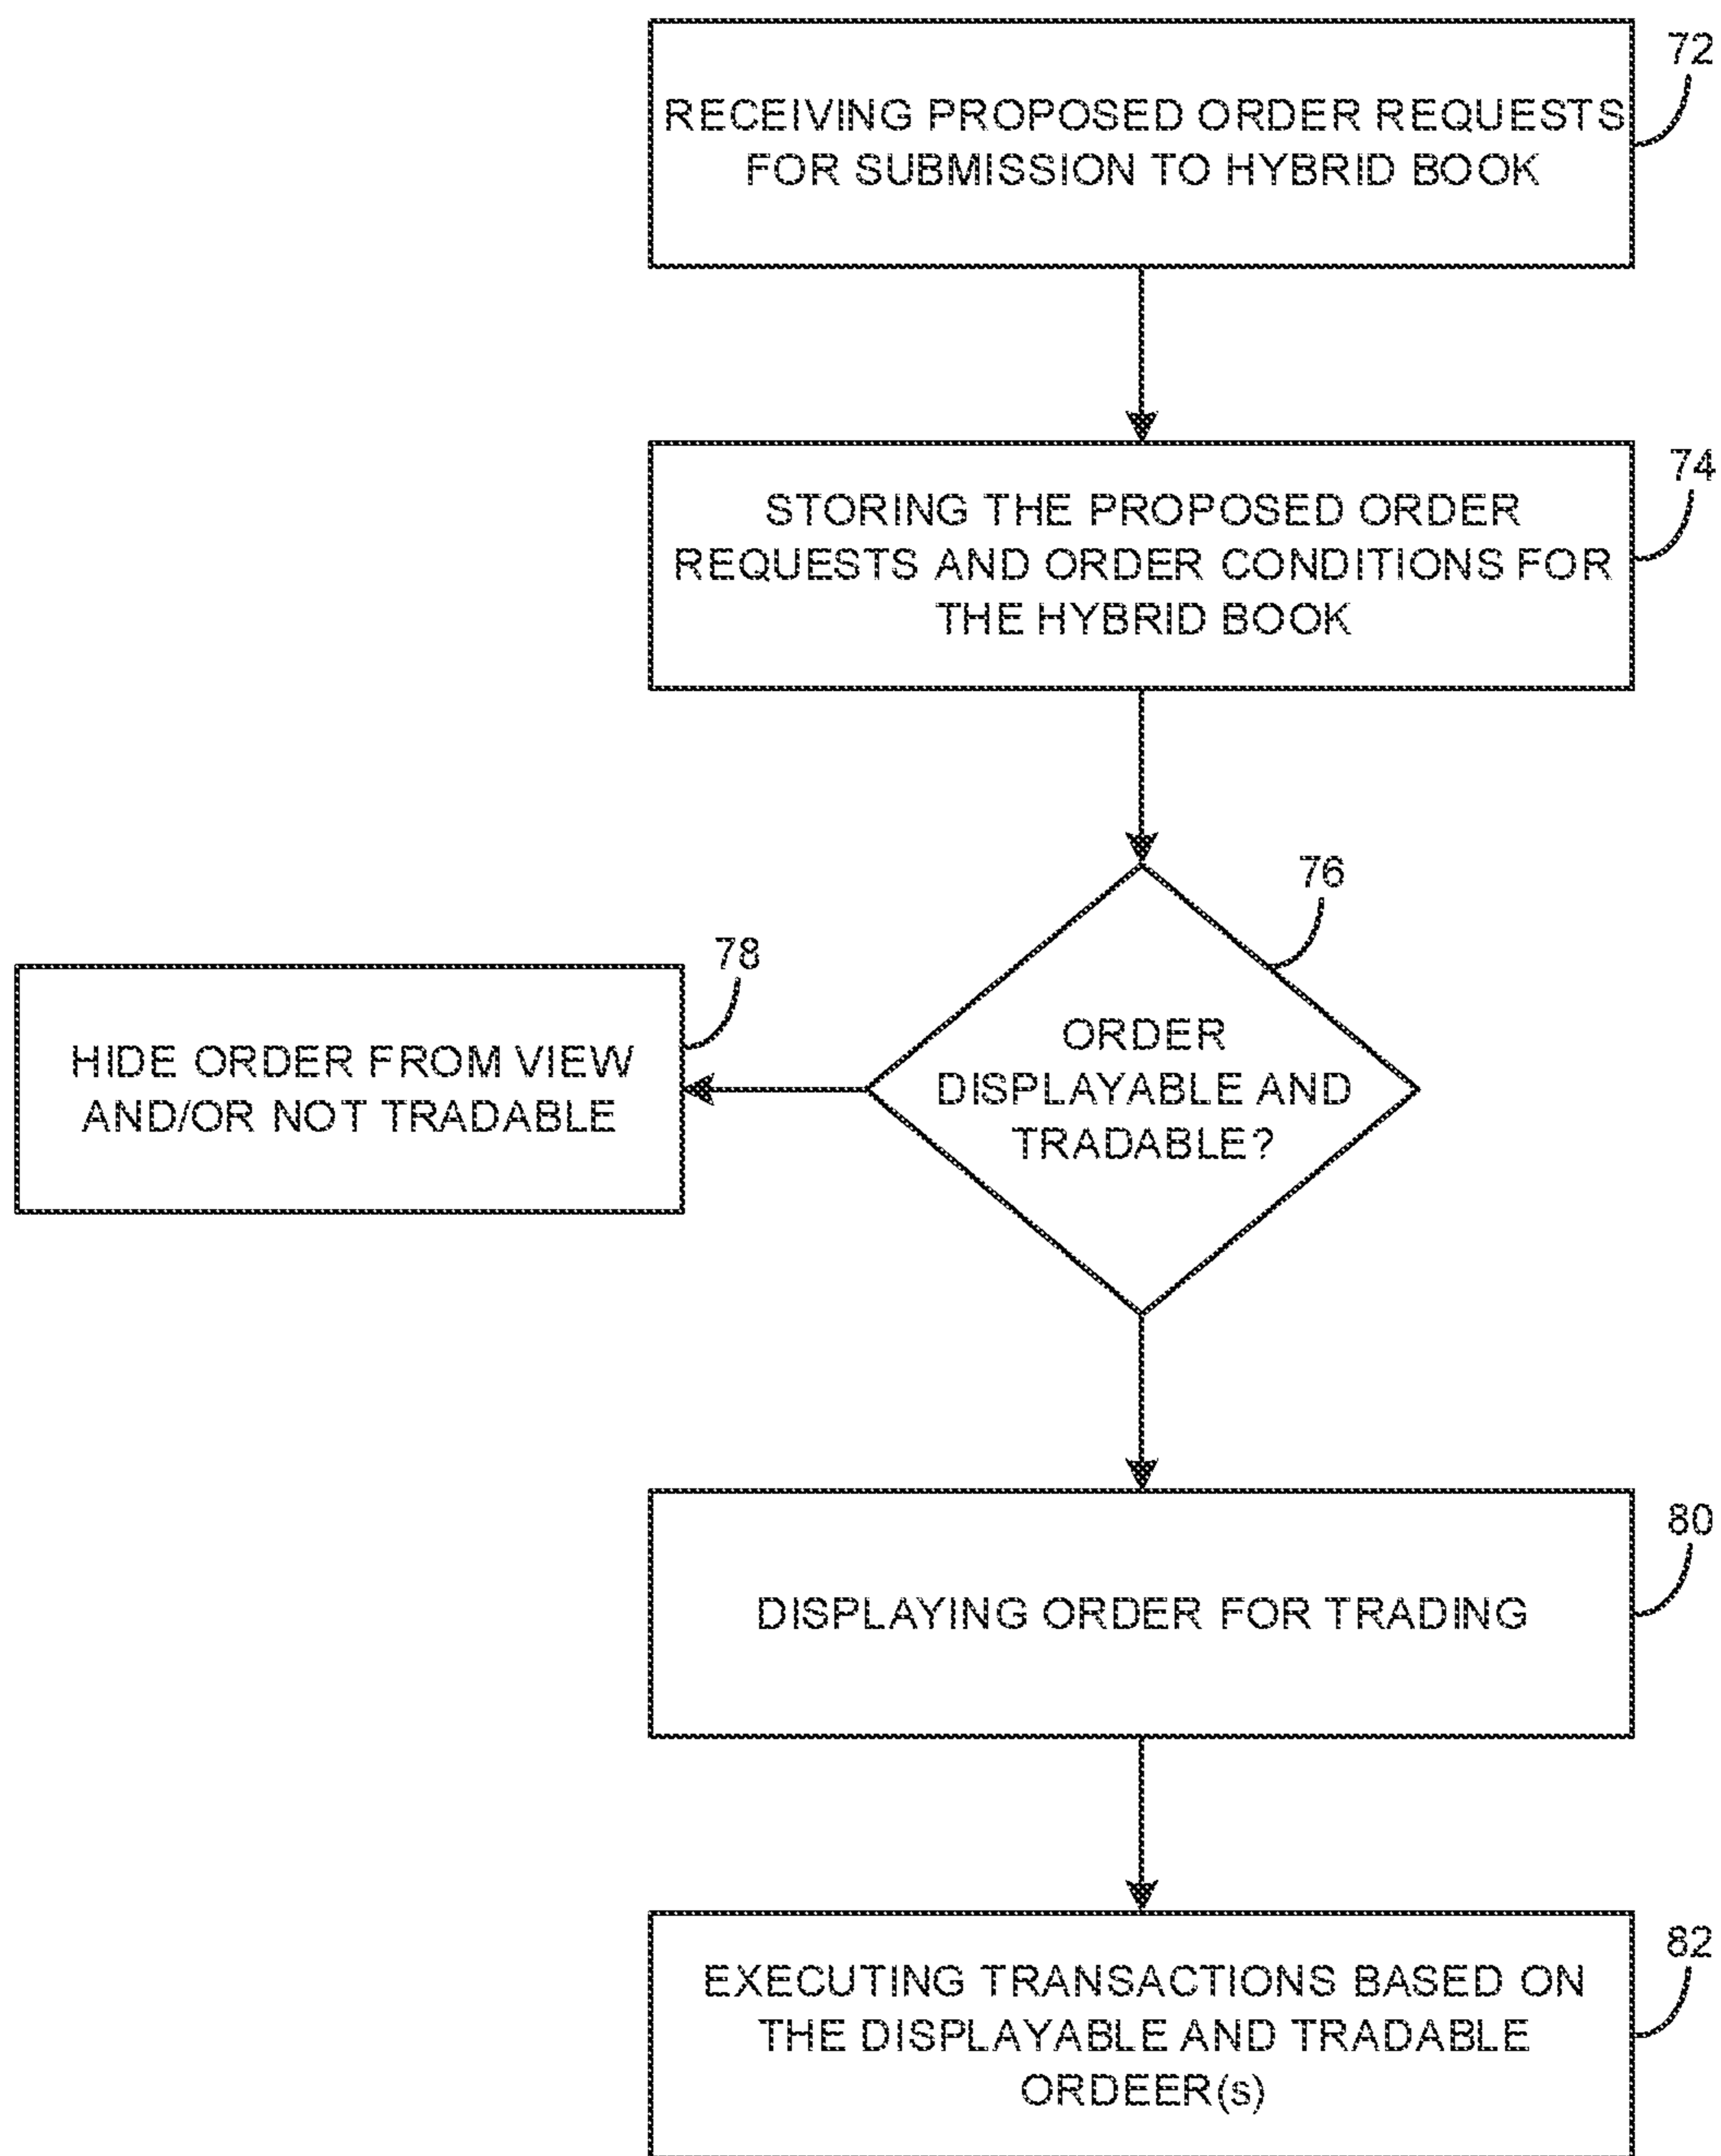 72
RECEIVING PROPOSED ORDER REQUESTS
FOR SUBMISSION TO HYBRID BOOK
74
STORING THE PROPOSED ORDER
REQUESTS AND ORDER CONDITIONS FOR
THE HYBRID BOOK
76
ORDER
DISPLAYABLE AND
TRADABLE?
78
HIDE ORDER FROM VIEW
AND/OR NOT TRADABLE
80
DISPLAYING ORDER FOR TRADING
82
EXECUTING TRANSACTIONS BASED ON
THE DISPLAYABLE AND TRADABLE
ORDEER(s)